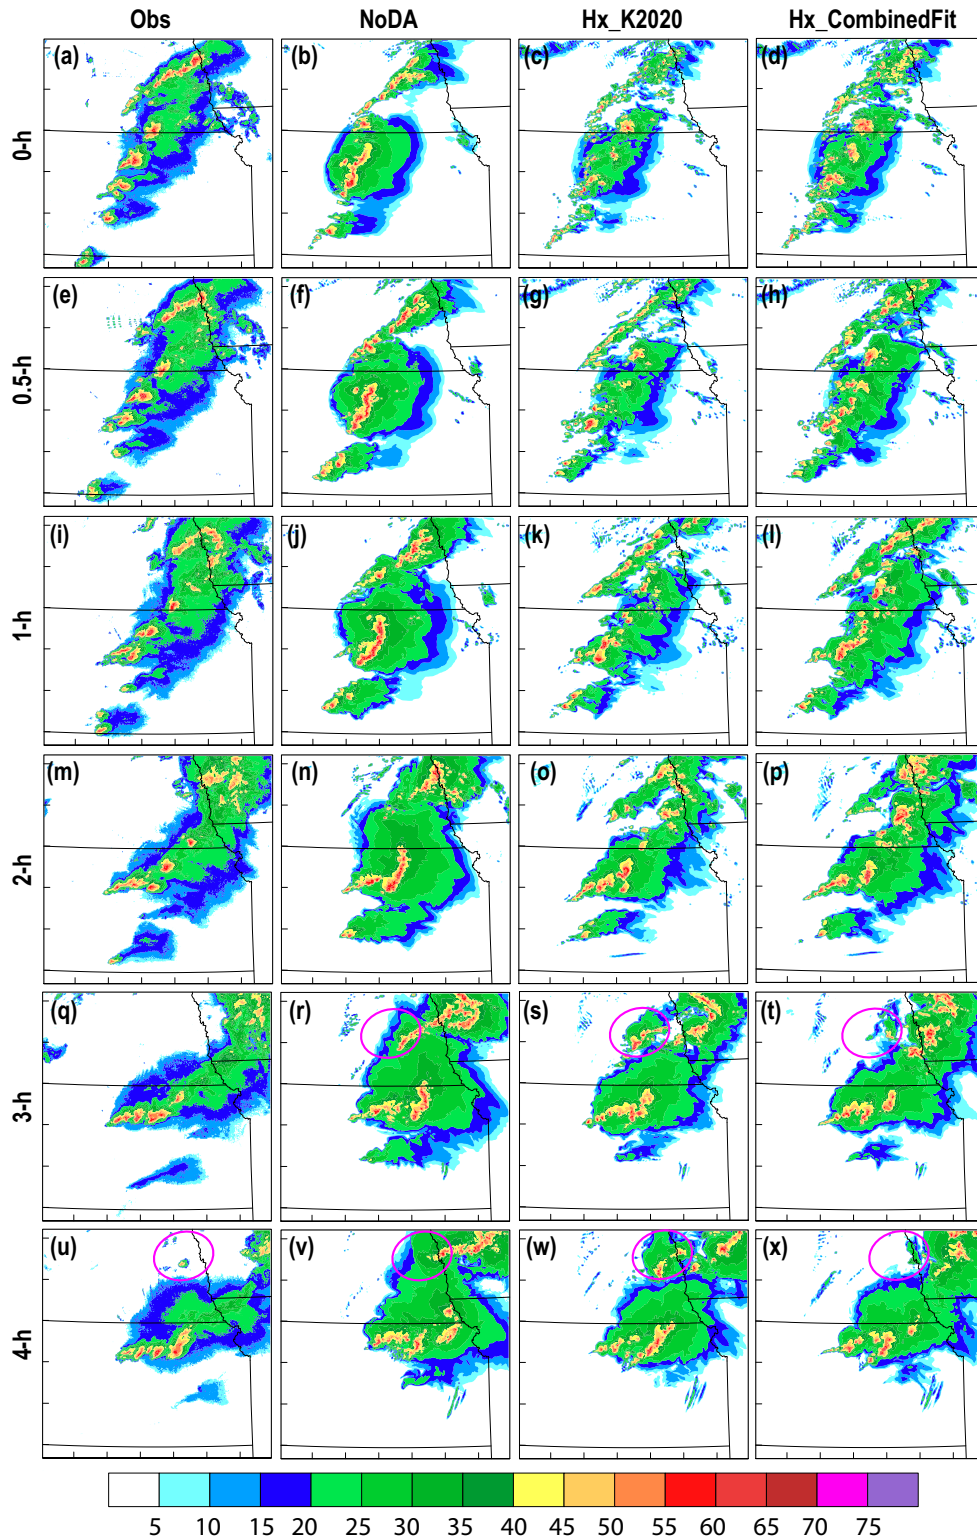 Obs NoDA Hx_K2020 Hx_CombinedFit
0-h (a) (b) (c) (d)
0.5-h (e) (f) (g) (h)
1-h (i) (j) (k) (l)
2-h (m) (n) (o) (p)
3-h (q) (r) (s) (t)
4-h (u) (v) (w) (x)
5 10 15 20 25 30 35 40 45 50 55 60 65 70 75